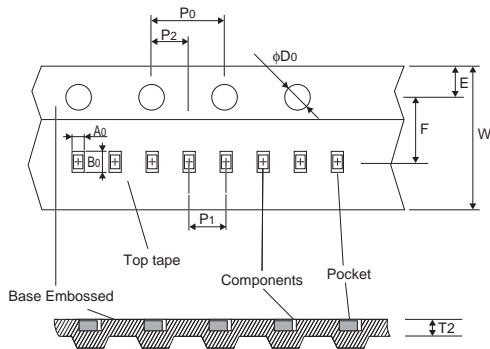 P0
P2
ϕD0
E
F
W
A0
B0
P1
Top tape
Components
Pocket
Base Embossed
T2